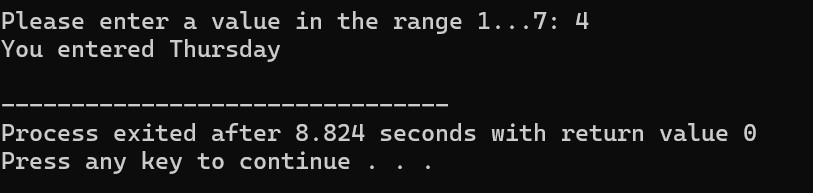 Please enter a value in the range 1...7: 4
You entered Thursday
--------------------------------
Process exited after 8.824 seconds with return value 0
Press any key to continue . . .